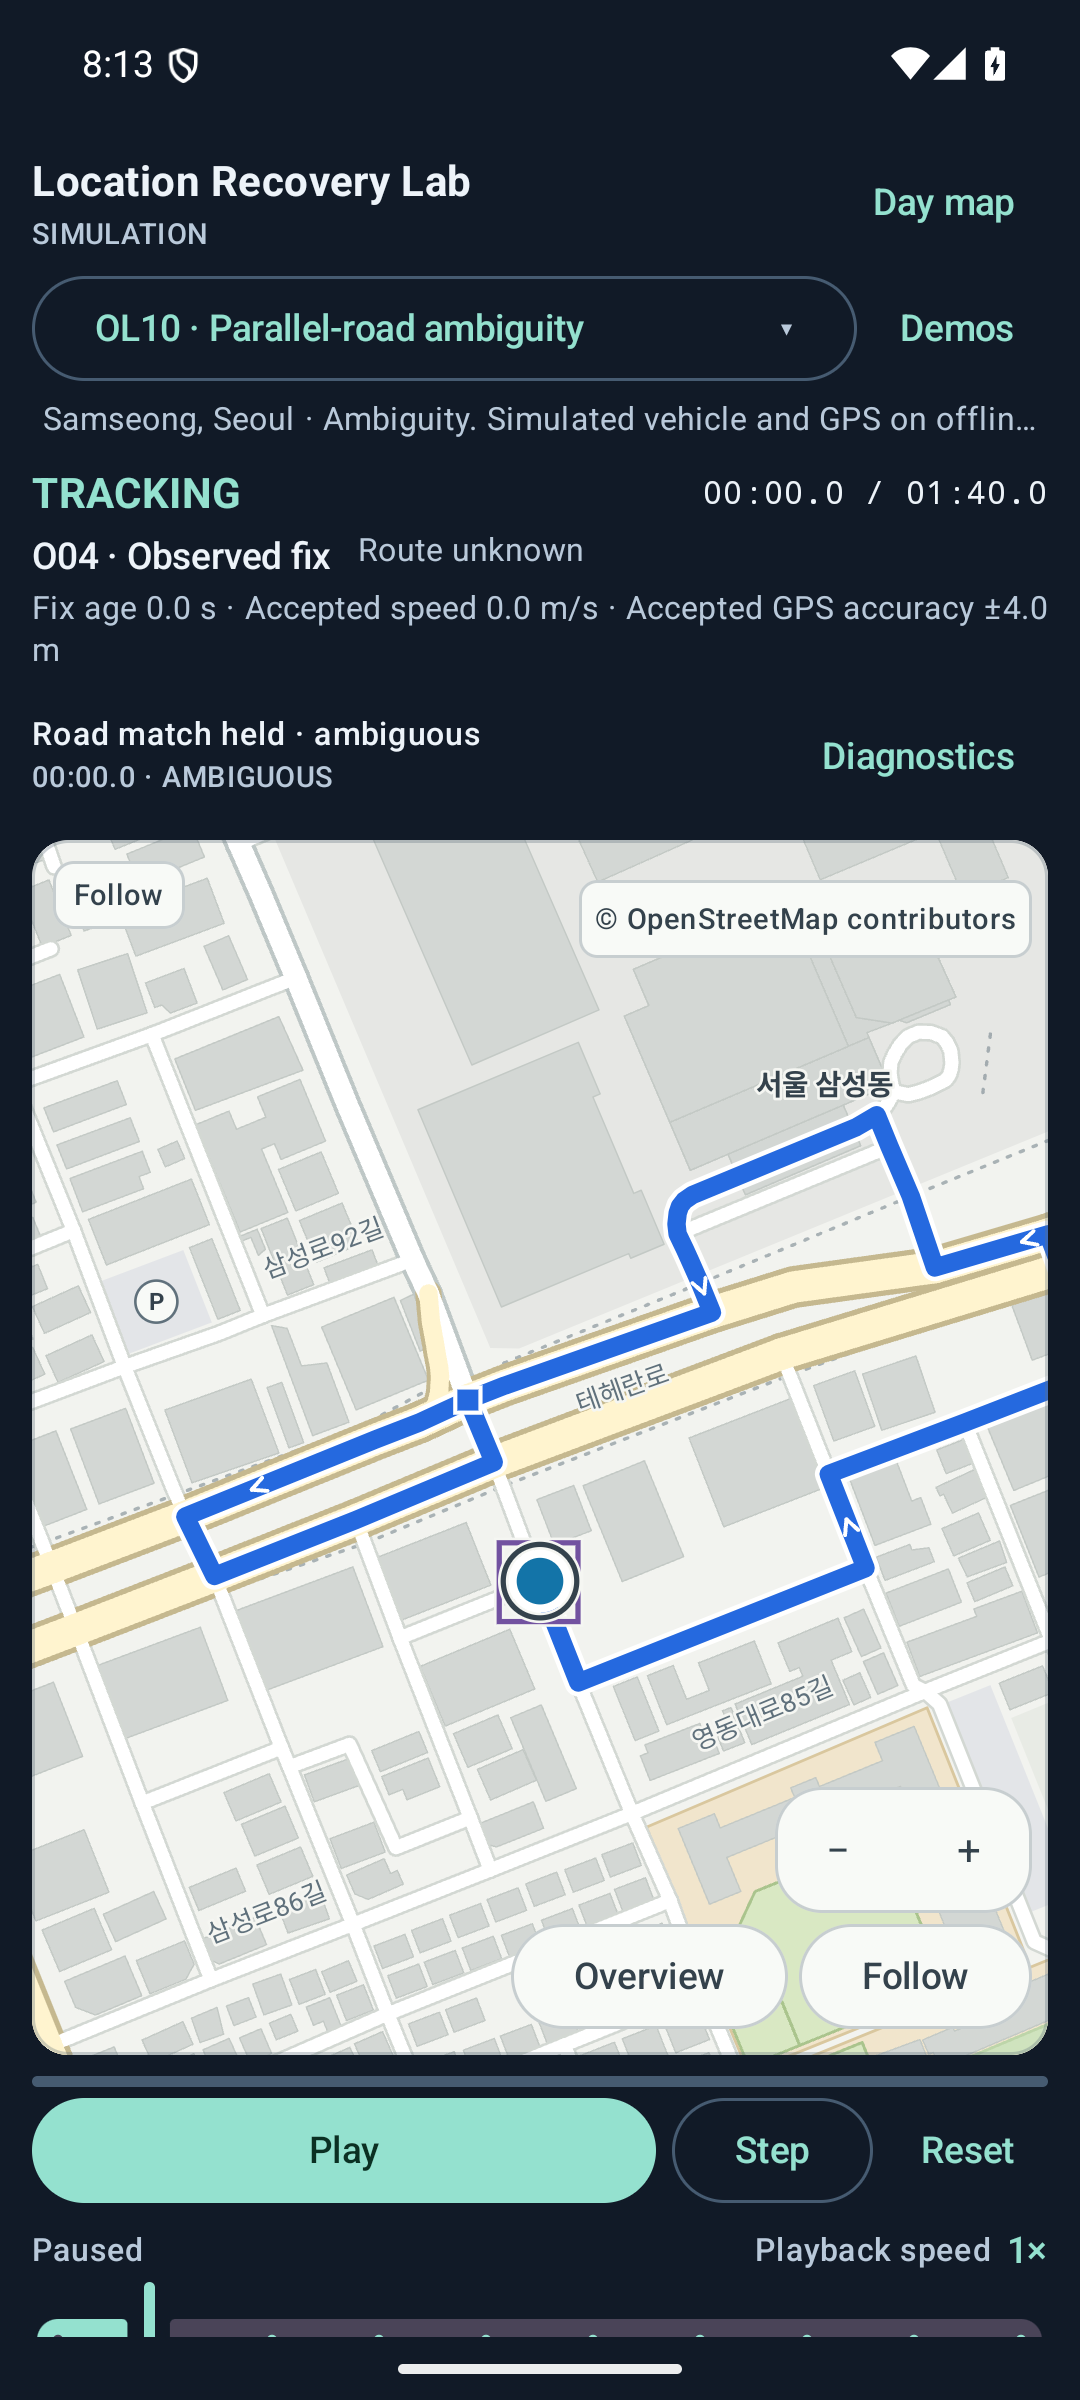 8:13
Location Recovery Lab
Day map
SIMULATION
OL10 · Parallel-road ambiguity
Demos
Samseong, Seoul · Ambiguity. Simulated vehicle and GPS on offlin…
TRACKING
00:00.0 / 01:40.0
O04 · Observed fix
Route unknown
Fix age 0.0 s · Accepted speed 0.0 m/s · Accepted GPS accuracy ±4.0
m
Road match held · ambiguous
00:00.0 · AMBIGUOUS
Diagnostics
Follow
© OpenStreetMap contributors
서울 삼성동
삼성로92길
P
테헤란로
영동대로85길
삼성로86길
− +
Overview
Follow
Play
Step
Reset
Paused
Playback speed 1×